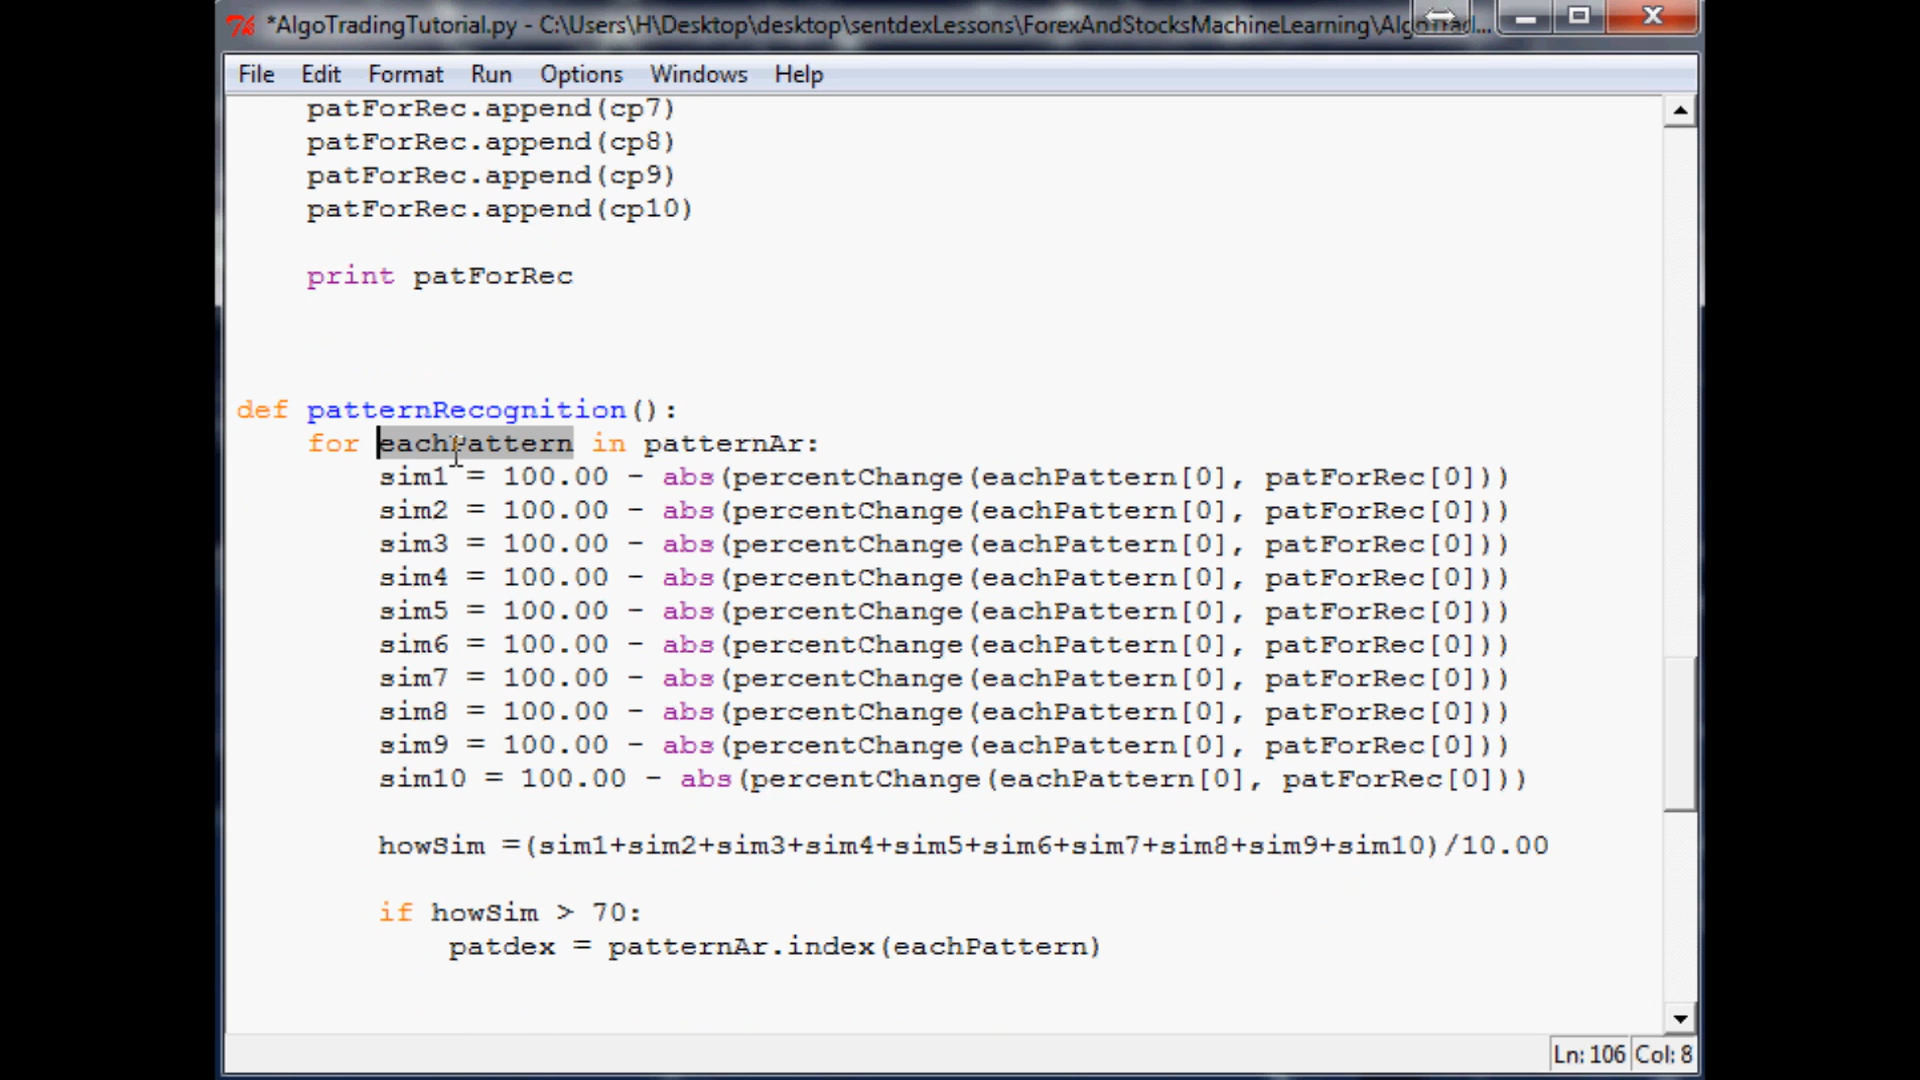 *AlgoTradingTutorial.py - C:\Users\H\Desktop\desktop\sentdexLessons\ForexAndStocksMachineLearning\AlgoTrad...
File Edit Format Run Options Windows Help
patForRec.append(cp7)
patForRec.append(cp8)
patForRec.append(cp9)
patForRec.append(cp10)
print patForRec
def patternRecognition():
for eachPattern in patternAr:
sim1 = 100.00 - abs(percentChange(eachPattern[0], patForRec[0]))
sim2 = 100.00 - abs(percentChange(eachPattern[0], patForRec[0]))
sim3 = 100.00 - abs(percentChange(eachPattern[0], patForRec[0]))
sim4 = 100.00 - abs(percentChange(eachPattern[0], patForRec[0]))
sim5 = 100.00 - abs(percentChange(eachPattern[0], patForRec[0]))
sim6 = 100.00 - abs(percentChange(eachPattern[0], patForRec[0]))
sim7 = 100.00 - abs(percentChange(eachPattern[0], patForRec[0]))
sim8 = 100.00 - abs(percentChange(eachPattern[0], patForRec[0]))
sim9 = 100.00 - abs(percentChange(eachPattern[0], patForRec[0]))
sim10 = 100.00 - abs(percentChange(eachPattern[0], patForRec[0]))
howSim =(sim1+sim2+sim3+sim4+sim5+sim6+sim7+sim8+sim9+sim10)/10.00
if howSim > 70:
patdex = patternAr.index(eachPattern)
Ln: 106 Col: 8